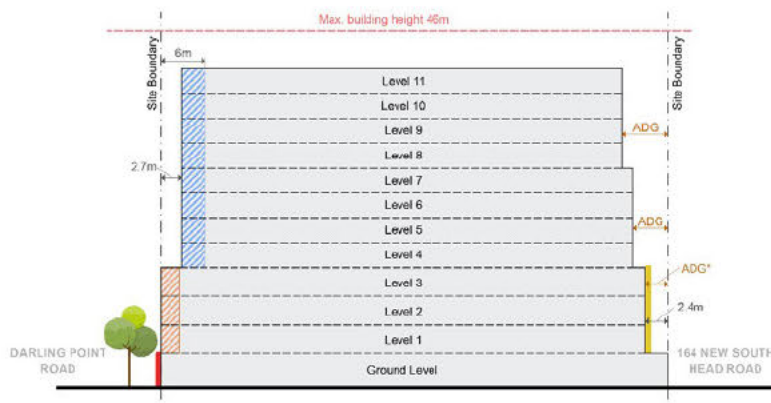 Max. building height 46m
6m
Site Boundary
Site Boundary
Level 11
Level 10
Level 9
ADG
Level 8
2.7m
Level 7
Level 6
Level 5
ADG
Level 4
Level 3
ADG*
Level 2
2.4m
Level 1
DARLING POINT
ROAD
164 NEW SOUTH
HEAD ROAD
Ground Level